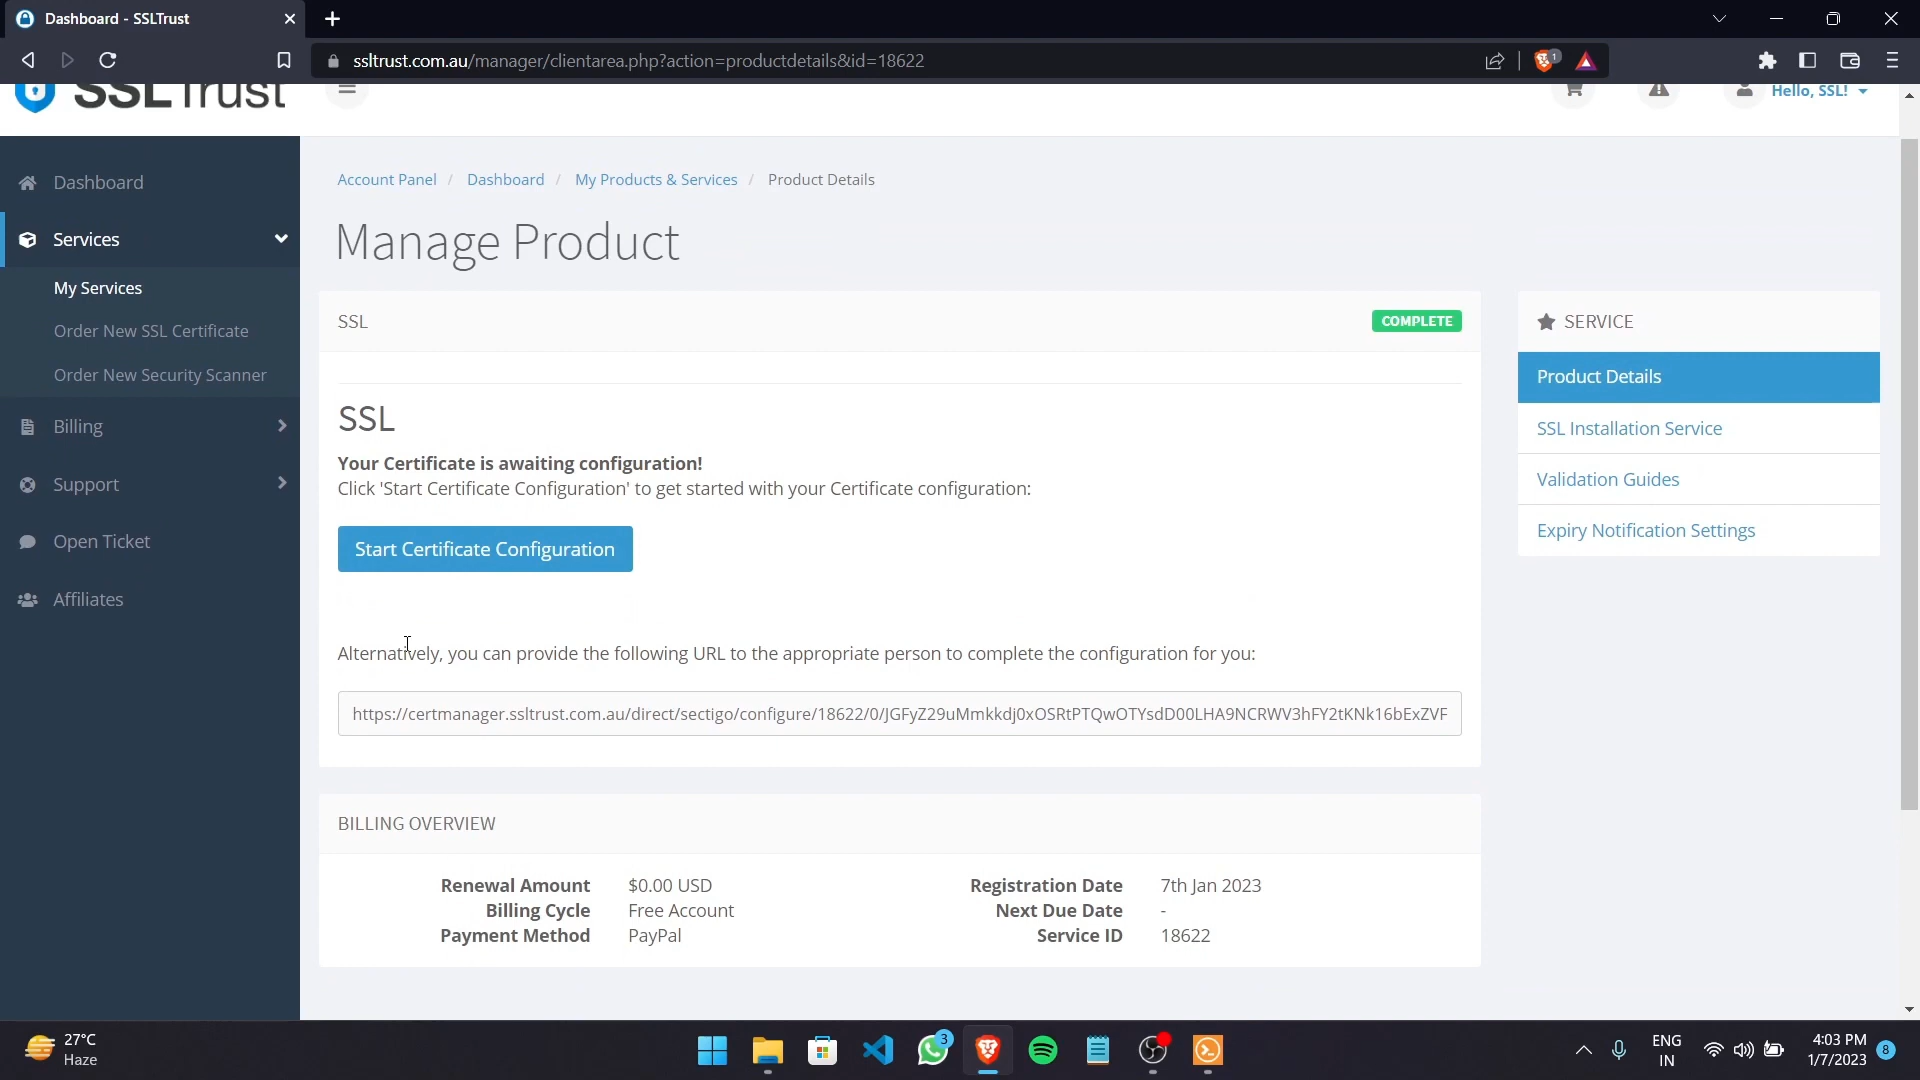 Dashboard - SSLTrust
ssltrust.com.au/manager/clientarea.php?action=productdetails&id=18622
1
SSLTrust
Hello, SSL!
Dashboard
Services
My Services
Order New SSL Certificate
Order New Security Scanner
Billing
Support
Open Ticket
Affiliates
Account Panel / Dashboard / My Products & Services / Product Details
Manage Product
SSL
COMPLETE
SSL
Your Certificate is awaiting configuration!
Click 'Start Certificate Configuration' to get started with your Certificate configuration:
Start Certificate Configuration
Alternatively, you can provide the following URL to the appropriate person to complete the configuration for you:
https://certmanager.ssltrust.com.au/direct/sectigo/configure/18622/0/JGFyZ29uMmkkdj0xOSRtPTQwOTYsdD00LHA9NCRWV3hFY2tKNk16bExZVF
SERVICE
Product Details
SSL Installation Service
Validation Guides
Expiry Notification Settings
BILLING OVERVIEW
Renewal Amount $0.00 USD
Billing Cycle Free Account
Payment Method PayPal
Registration Date 7th Jan 2023
Next Due Date -
Service ID 18622
27°C
Haze
3
ENG
IN
4:03 PM
1/7/2023
8